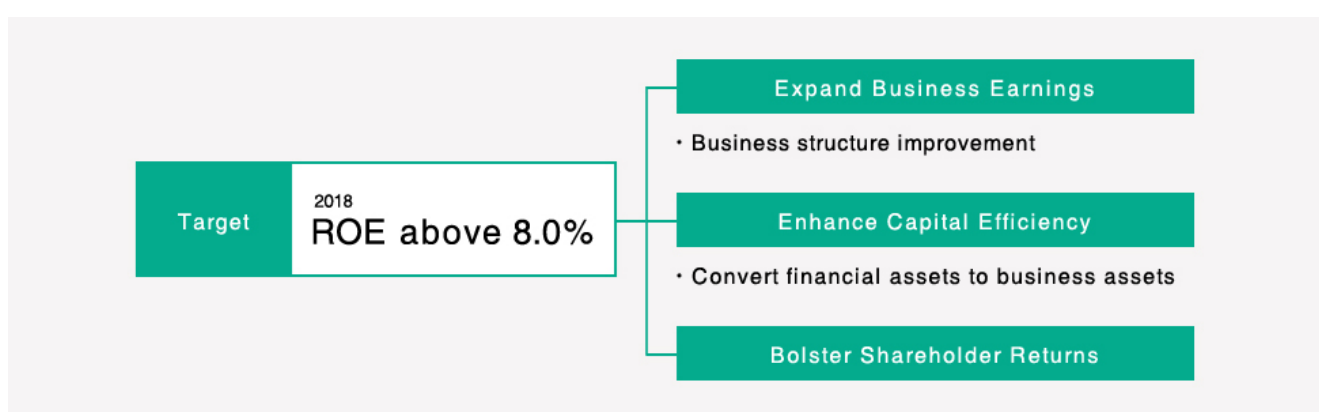 Target
2018
ROE above 8.0%
Expand Business Earnings
・Business structure improvement
Enhance Capital Efficiency
・Convert financial assets to business assets
Bolster Shareholder Returns